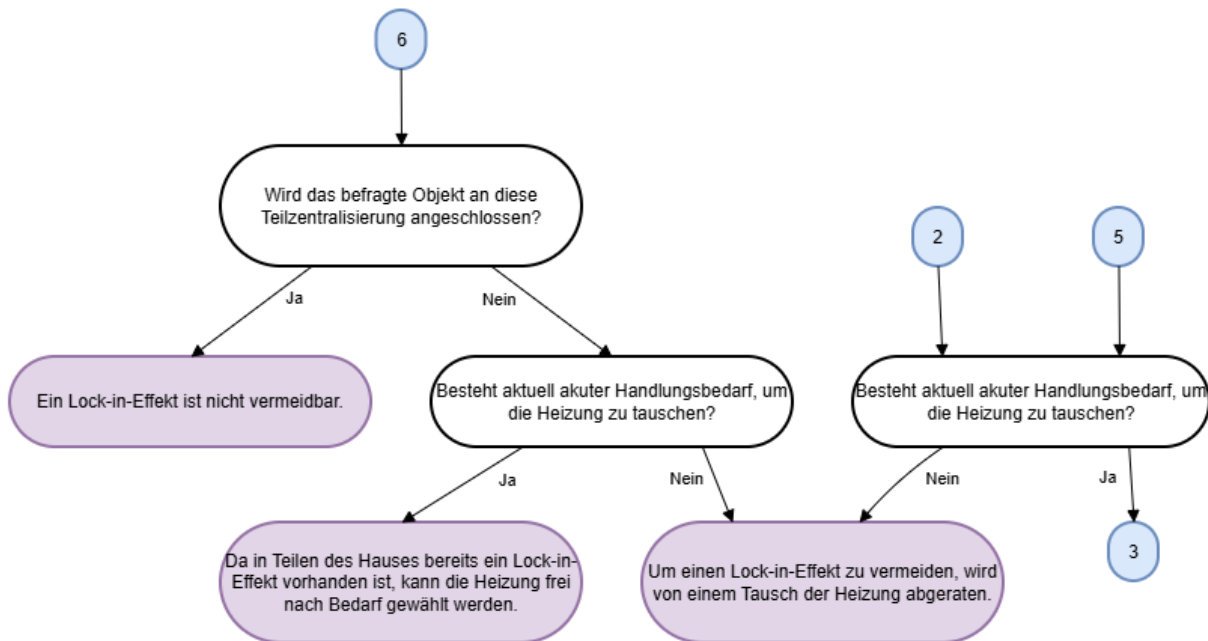 6
Wird das befragte Objekt an diese
Teilzentralisierung angeschlossen?
2
5
Ja
Nein
Ein Lock-in-Effekt ist nicht vermeidbar.
Besteht aktuell akuter Handlungsbedarf, um
die Heizung zu tauschen?
Besteht aktuell akuter Handlungsbedarf, um
die Heizung zu tauschen?
Ja
Nein
Nein
Ja
Da in Teilen des Hauses bereits ein Lock-in-
Effekt vorhanden ist, kann die Heizung frei
nach Bedarf gewählt werden.
Um einen Lock-in-Effekt zu vermeiden, wird
von einem Tausch der Heizung abgeraten.
3